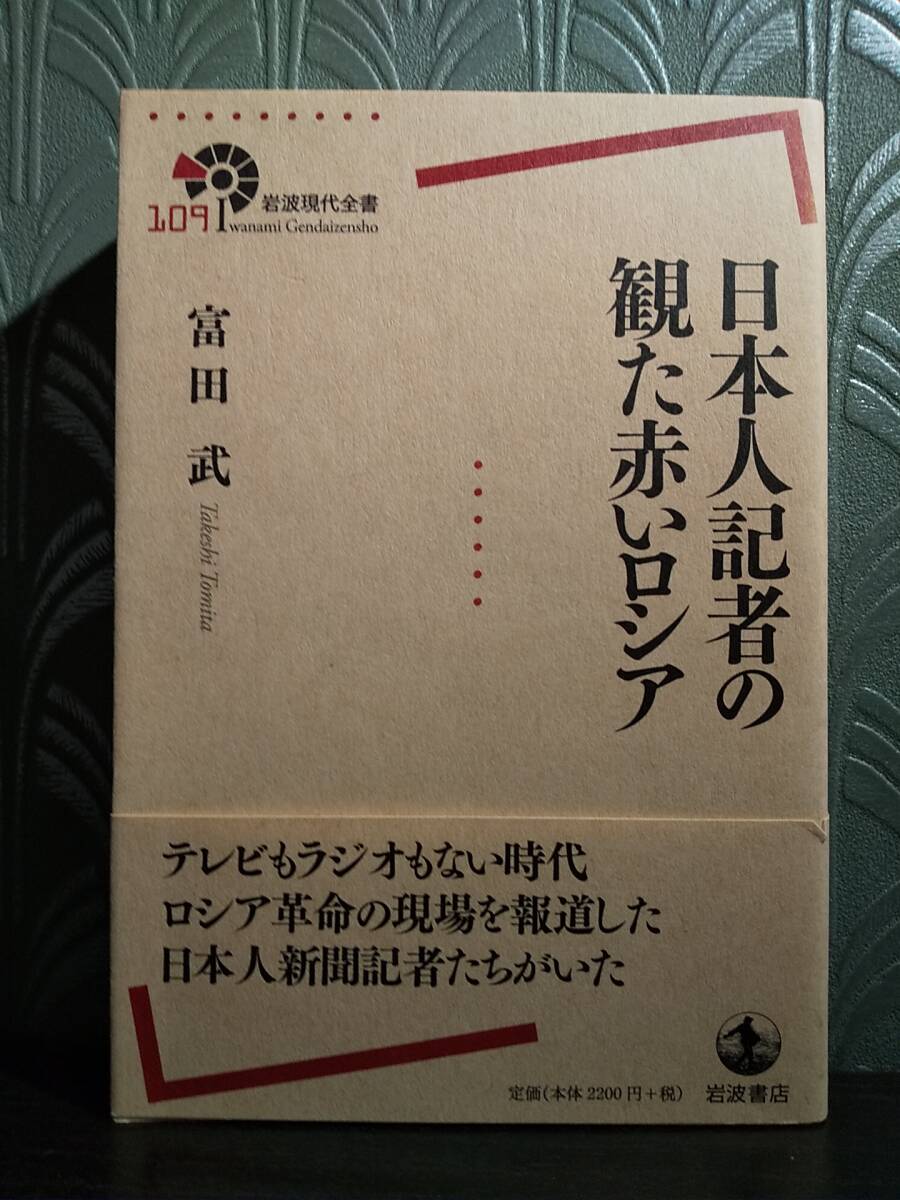 109
岩波現代全書
Iwanami Gendaizensho
日本人記者の
観た赤いロシア
富田 武
Takeshi Tomita
テレビもラジオもない時代
ロシア革命の現場を報道した
日本人新聞記者たちがいた
定価(本体2200円+税)
岩波書店